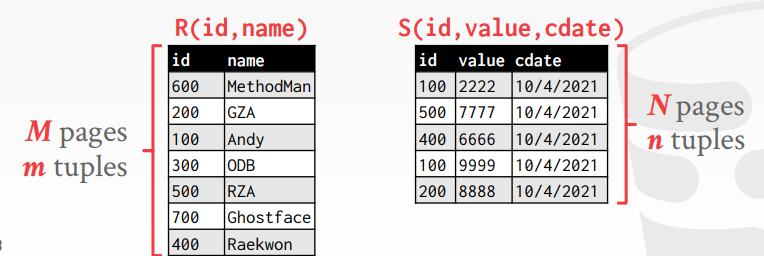 R(id,name)
id name
600 MethodMan
200 GZA
100 Andy
300 ODB
500 RZA
700 Ghostface
400 Raekwon
M pages
m tuples
S(id,value,cdate)
id value cdate
100 2222 10/4/2021
500 7777 10/4/2021
400 6666 10/4/2021
100 9999 10/4/2021
200 8888 10/4/2021
N pages
n tuples